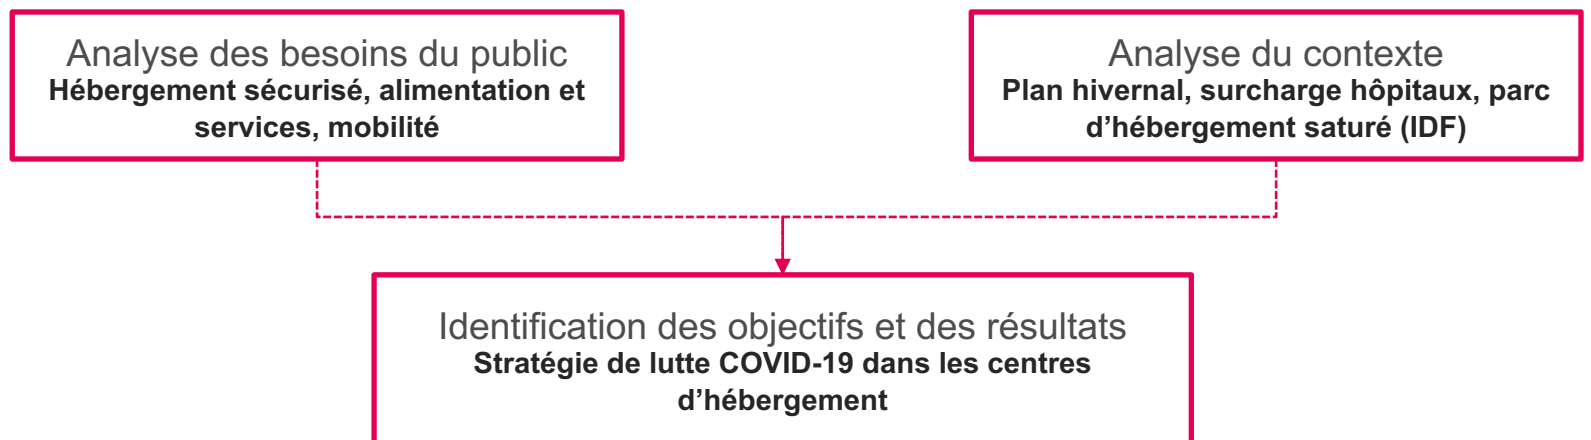 Analyse des besoins du public
Hébergement sécurisé, alimentation et
services, mobilité
Analyse du contexte
Plan hivernal, surcharge hôpitaux, parc
d’hébergement saturé (IDF)
Identification des objectifs et des résultats
Stratégie de lutte COVID-19 dans les centres
d’hébergement